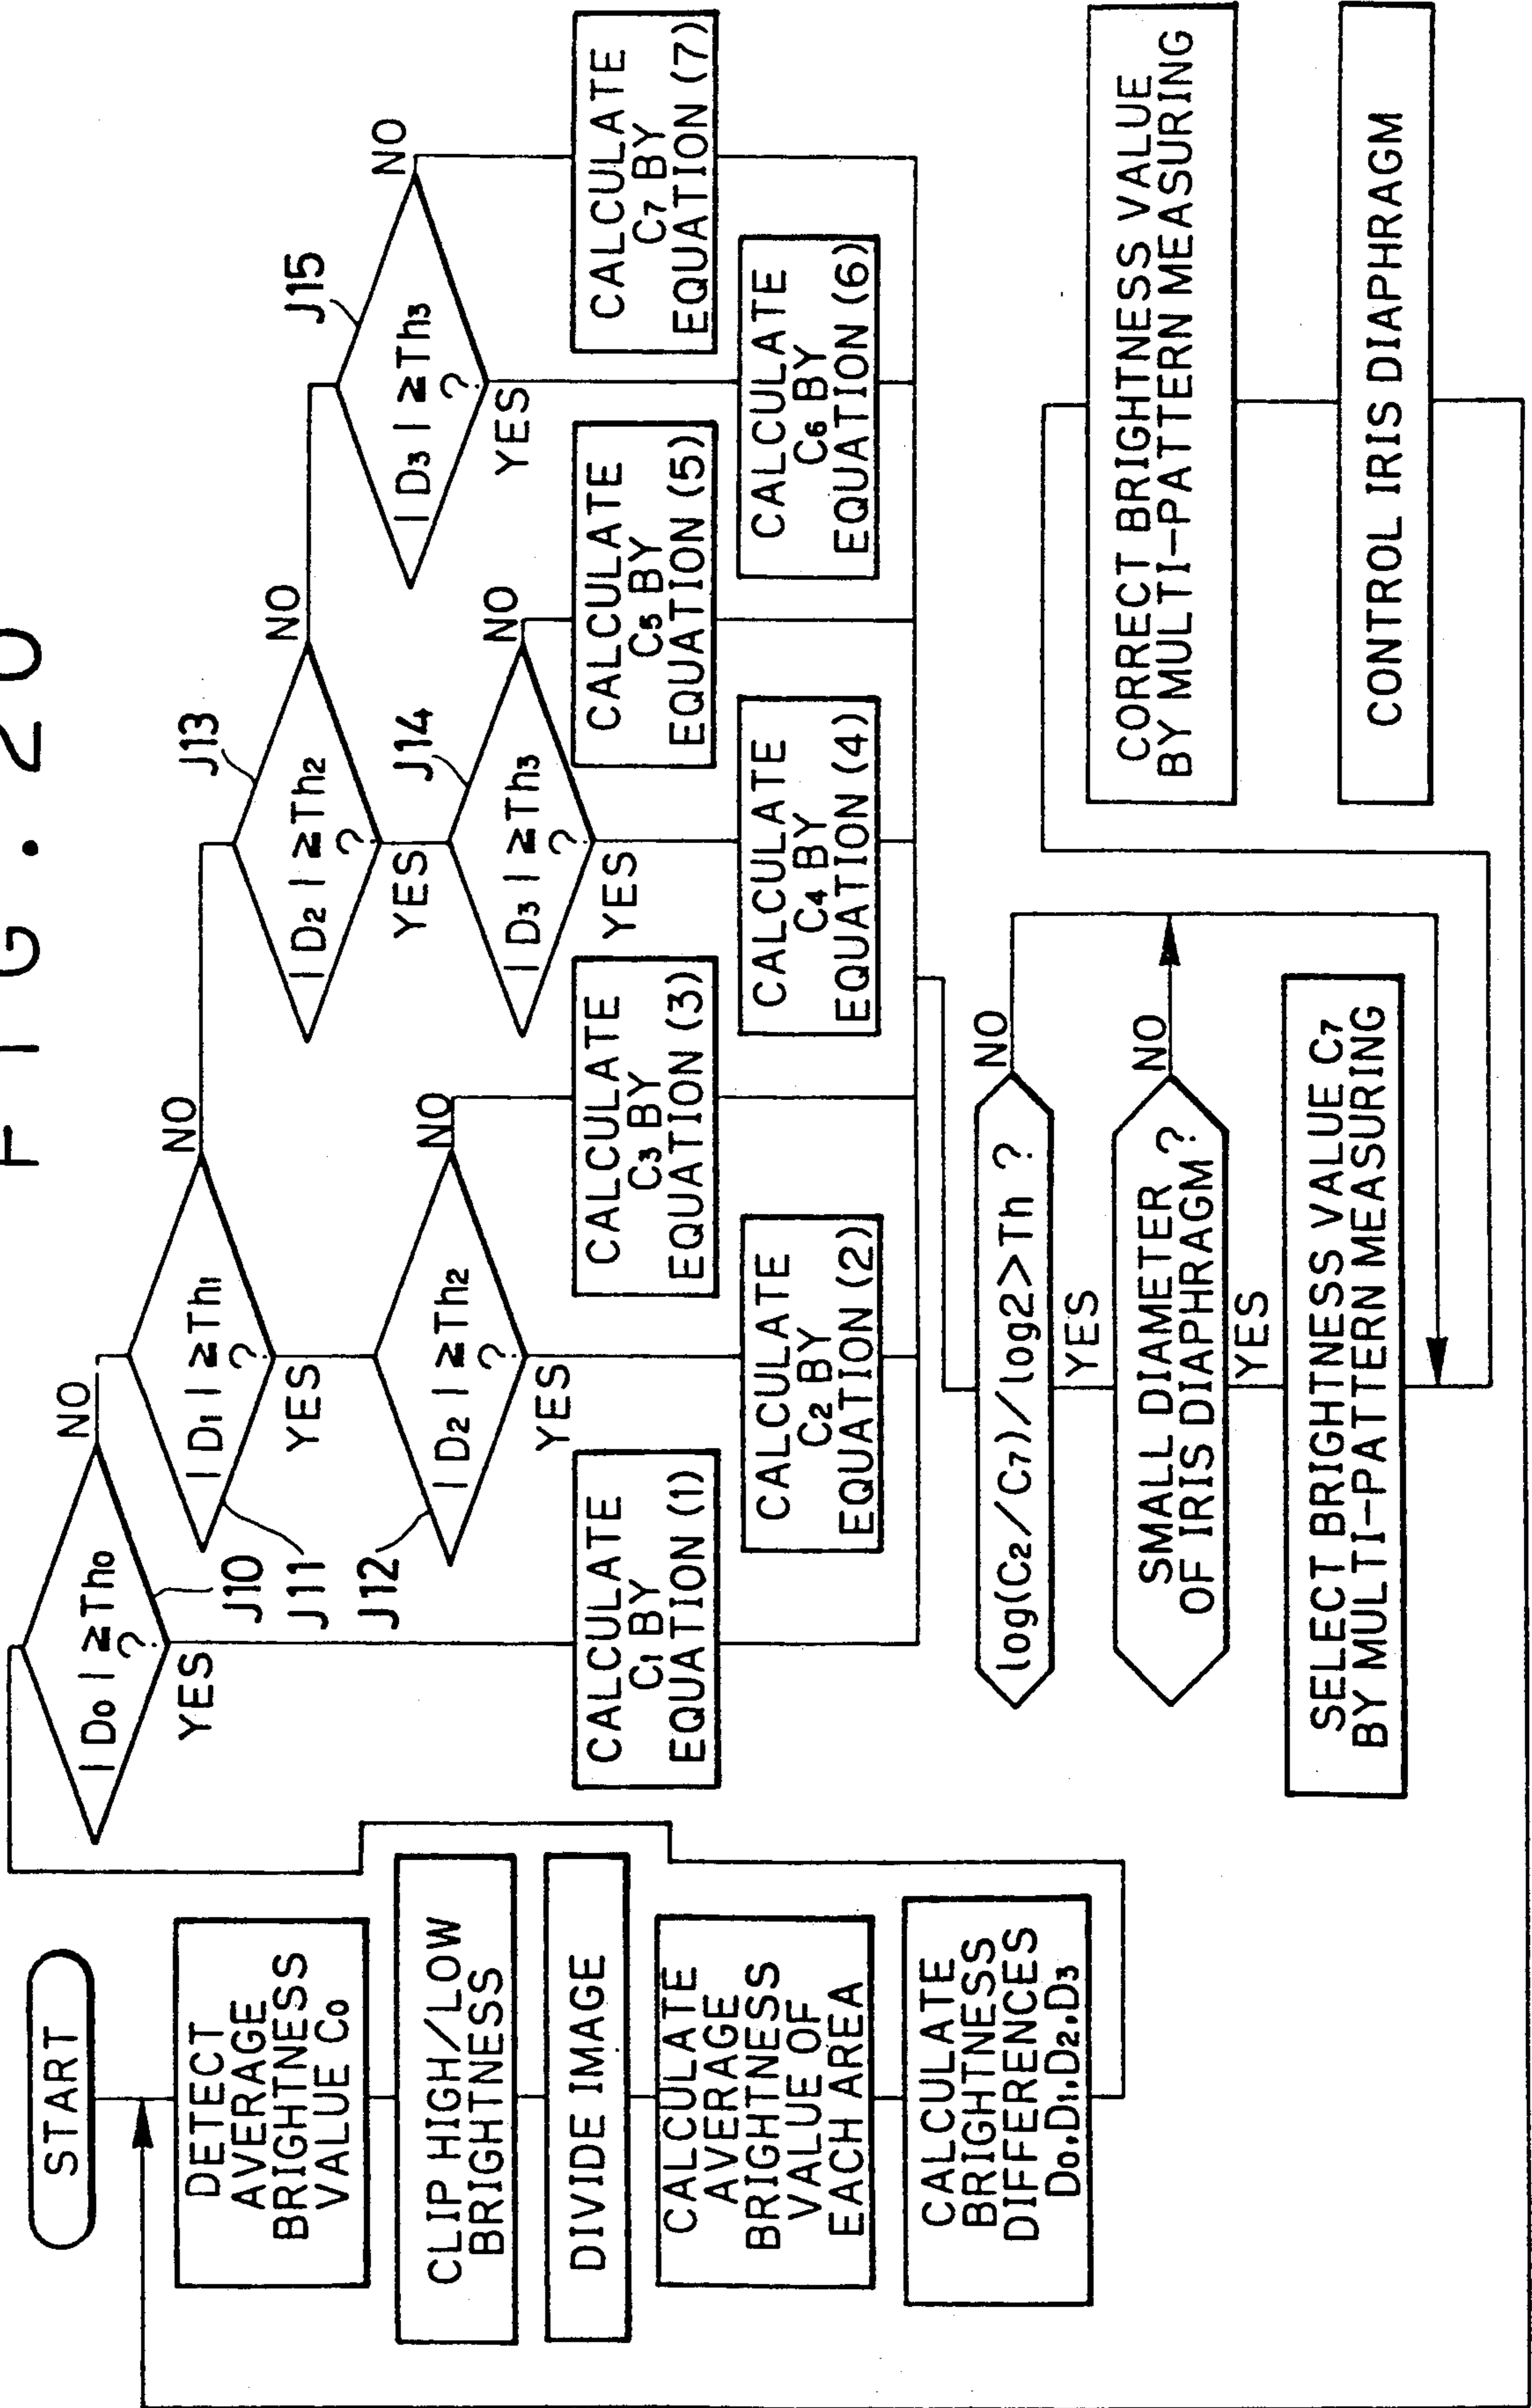 FIG. 20
START
DETECT
AVERAGE
BRIGHTNESS
VALUE C₀
CLIP HIGH/LOW
BRIGHTNESS
DIVIDE IMAGE
CALCULATE
AVERAGE
BRIGHTNESS
VALUE OF
EACH AREA
CALCULATE
BRIGHTNESS
DIFFERENCES
D₀,D₁,D₂,D₃
|D₀|≥Th₀
?
J10
NO
YES
|D₁|≥Th₁
?
J11
NO
YES
|D₂|≥Th₂
?
J12
NO
YES
|D₂|≥Th₂
?
J13
NO
YES
|D₃|≥Th₃
?
J14
NO
YES
|D₃|≥Th₃
?
J15
NO
YES
CALCULATE
C₁ BY
EQUATION (1)
CALCULATE
C₂ BY
EQUATION (2)
CALCULATE
C₃ BY
EQUATION (3)
CALCULATE
C₄ BY
EQUATION (4)
CALCULATE
C₅ BY
EQUATION (5)
CALCULATE
C₆ BY
EQUATION (6)
CALCULATE
C₇ BY
EQUATION (7)
log(C₂/C₇)/log2>Th ?
NO
YES
SMALL DIAMETER
OF IRIS DIAPHRAGM?
NO
YES
SELECT BRIGHTNESS VALUE C₇
BY MULTI-PATTERN MEASURING
CORRECT BRIGHTNESS VALUE
BY MULTI-PATTERN MEASURING
CONTROL IRIS DIAPHRAGM